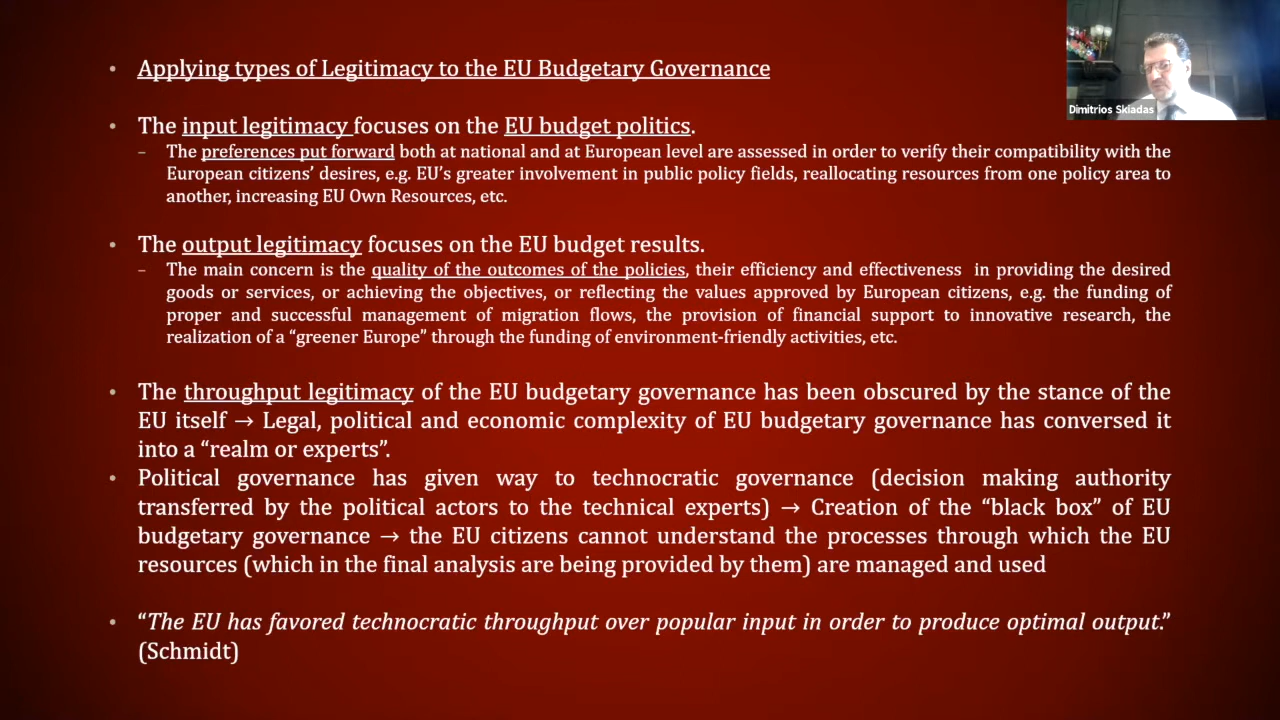 • Applying types of Legitimacy to the EU Budgetary Governance
• The input legitimacy focuses on the EU budget politics.
– The preferences put forward both at national and at European level are assessed in order to verify their compatibility with the
European citizens’ desires, e.g. EU’s greater involvement in public policy fields, reallocating resources from one policy area to
another, increasing EU Own Resources, etc.
• The output legitimacy focuses on the EU budget results.
– The main concern is the quality of the outcomes of the policies, their efficiency and effectiveness in providing the desired
goods or services, or achieving the objectives, or reflecting the values approved by European citizens, e.g. the funding of
proper and successful management of migration flows, the provision of financial support to innovative research, the
realization of a “greener Europe” through the funding of environment-friendly activities, etc.
• The throughput legitimacy of the EU budgetary governance has been obscured by the stance of the
EU itself → Legal, political and economic complexity of EU budgetary governance has conversed it
into a “realm or experts”.
• Political governance has given way to technocratic governance (decision making authority
transferred by the political actors to the technical experts) → Creation of the “black box” of EU
budgetary governance → the EU citizens cannot understand the processes through which the EU
resources (which in the final analysis are being provided by them) are managed and used
• “The EU has favored technocratic throughput over popular input in order to produce optimal output.”
(Schmidt)
Dimitrios Skiadas